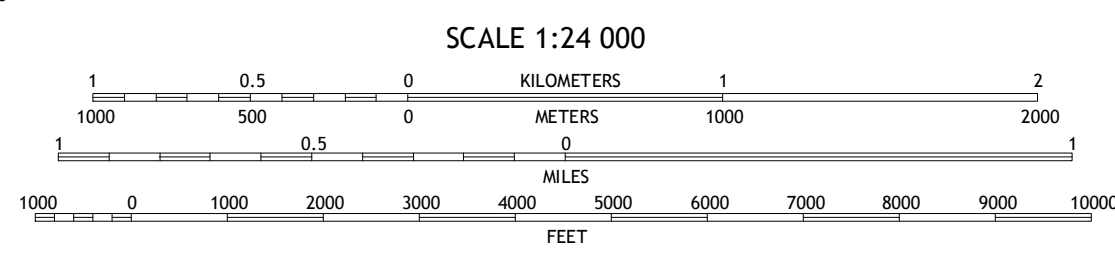 SCALE 1:24 000
1 0.5 0 KILOMETERS 1 2
1000 500 0 METERS 1000 2000
1 0.5 0 1
MILES
1000 0 1000 2000 3000 4000 5000 6000 7000 8000 9000 10000
FEET